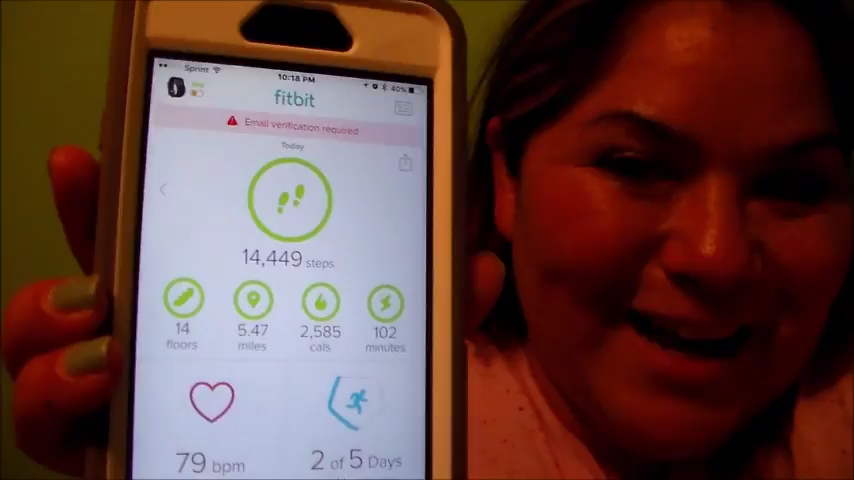 Sprint
10:18 PM
40%
fitbit
Email verification required
Today
14,449 steps
14
floors
5.47
miles
2,585
cals
102
minutes
79 bpm
2 of 5 Days